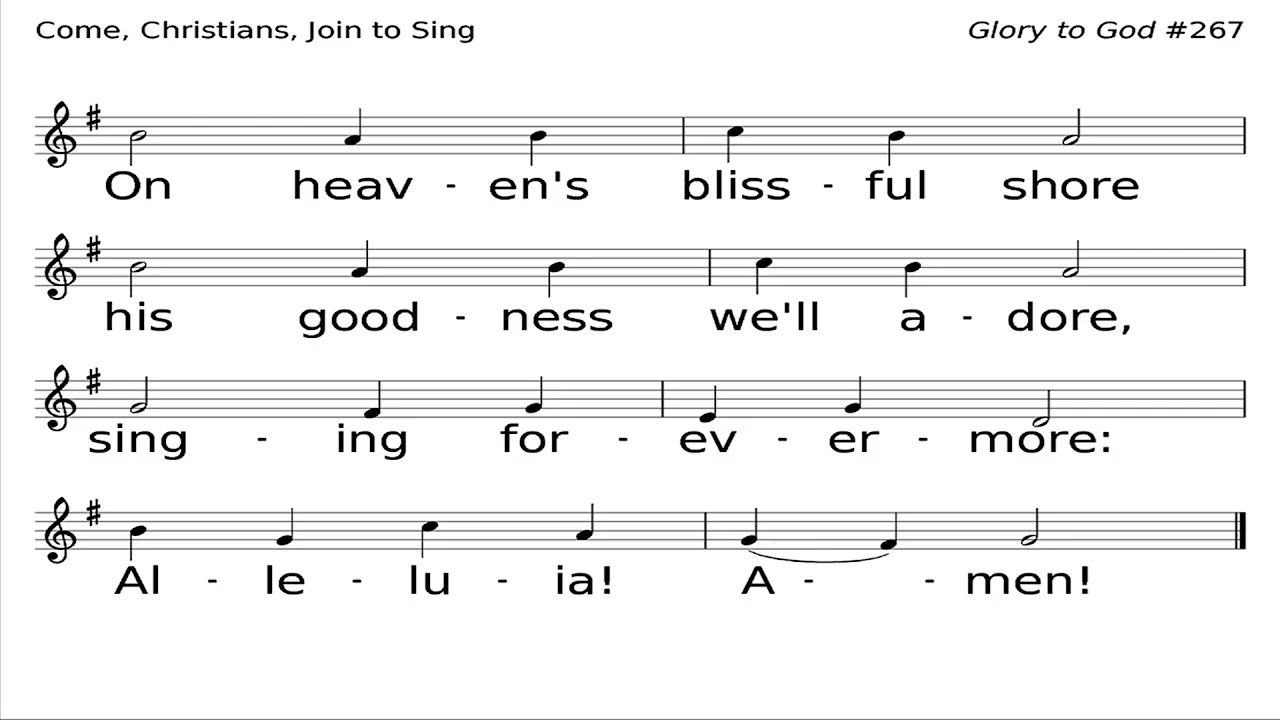 Come, Christians, Join to Sing
Glory to God #267
On heav - en's bliss - ful shore
his good - ness we'll a - dore,
sing - ing for - ev - er - more:
Al - le - lu - ia! A - - men!